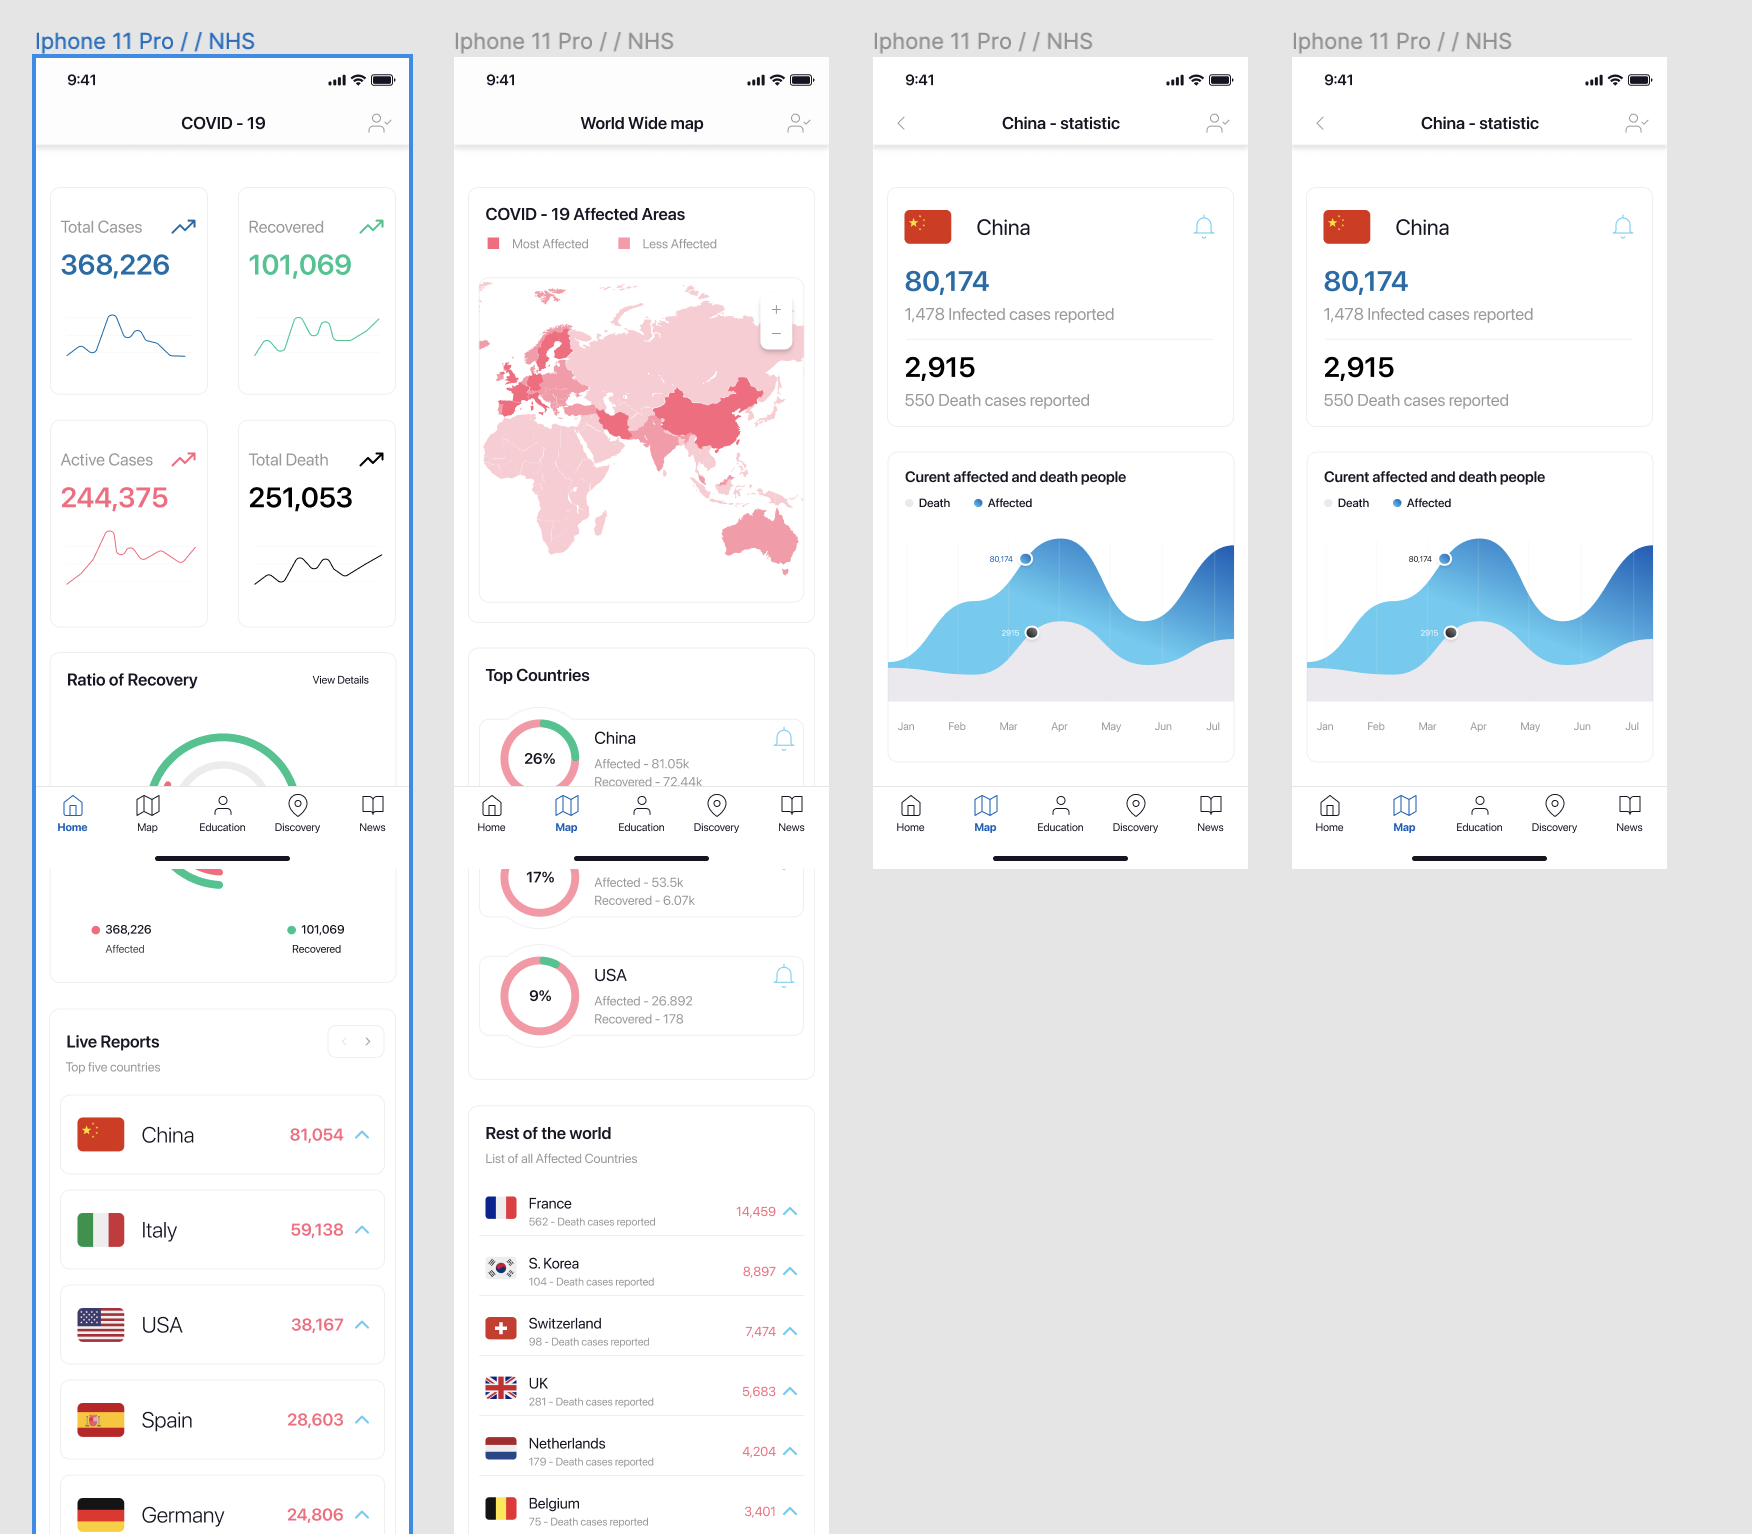 Iphone 11 Pro / / NHS
9:41
COVID - 19
Total Cases
368,226
Recovered
101,069
Active Cases
244,375
Total Death
251,053
Ratio of Recovery
View Details
Home
Map
Education
Discovery
News
368,226
Affected
101,069
Recovered
Live Reports
Top five countries
China
81,054
Italy
59,138
USA
38,167
Spain
28,603
Germany
24,806
Iphone 11 Pro / / NHS
9:41
World Wide map
COVID - 19 Affected Areas
Most Affected
Less Affected
+
−
Top Countries
26%
China
Affected - 81.05k
Recovered - 72.44k
Home
Map
Education
Discovery
News
17%
Affected - 53.5k
Recovered - 6.07k
9%
USA
Affected - 26.892
Recovered - 178
Rest of the world
List of all Affected Countries
France
562 - Death cases reported
14,459
S. Korea
104 - Death cases reported
8,897
Switzerland
98 - Death cases reported
7,474
UK
281 - Death cases reported
5,683
Netherlands
179 - Death cases reported
4,204
Belgium
75 - Death cases reported
3,401
Iphone 11 Pro / / NHS
9:41
China - statistic
China
80,174
1,478 Infected cases reported
2,915
550 Death cases reported
Curent affected and death people
Death
Affected
80,174
2915
Jan
Feb
Mar
Apr
May
Jun
Jul
Home
Map
Education
Discovery
News
Iphone 11 Pro / / NHS
9:41
China - statistic
China
80,174
1,478 Infected cases reported
2,915
550 Death cases reported
Curent affected and death people
Death
Affected
80,174
2915
Jan
Feb
Mar
Apr
May
Jun
Jul
Home
Map
Education
Discovery
News